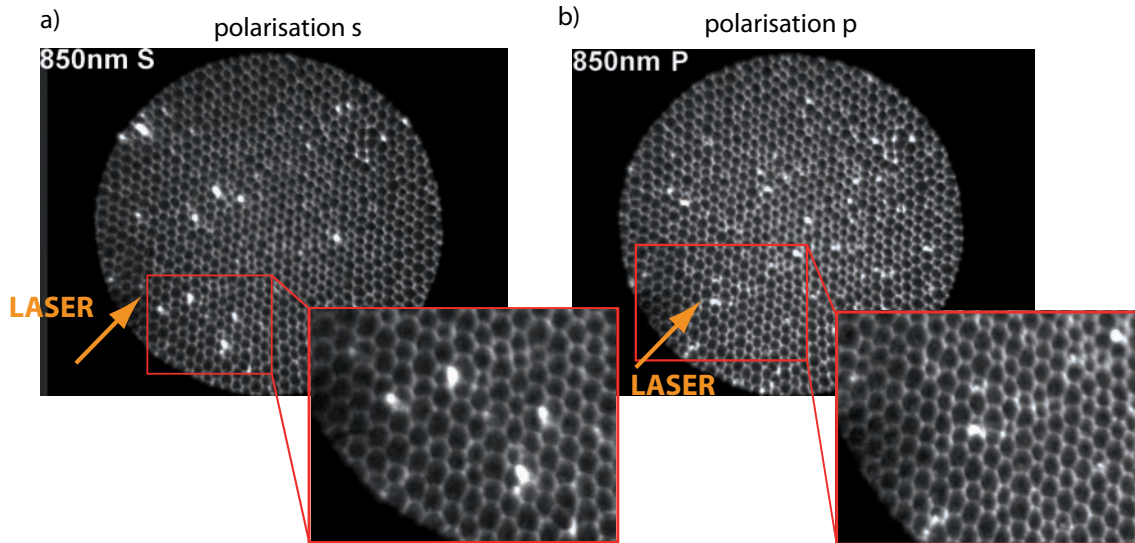 a)
polarisation s
850nm S
LASER
b)
polarisation p
850nm P
LASER